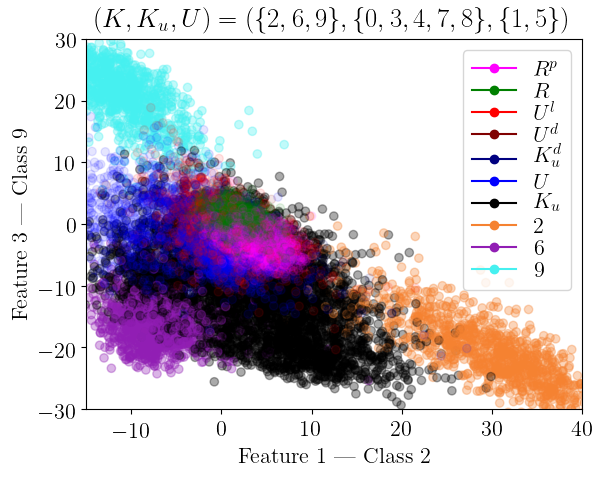 (K, K_u, U) = ({2, 6, 9}, {0, 3, 4, 7, 8}, {1, 5})
30
20
10
0
−10
−20
−30
Feature 3 — Class 9
R^p
R
U^l
U^d
K_u^d
U
K_u
2
6
9
−10
0
10
20
30
40
Feature 1 — Class 2